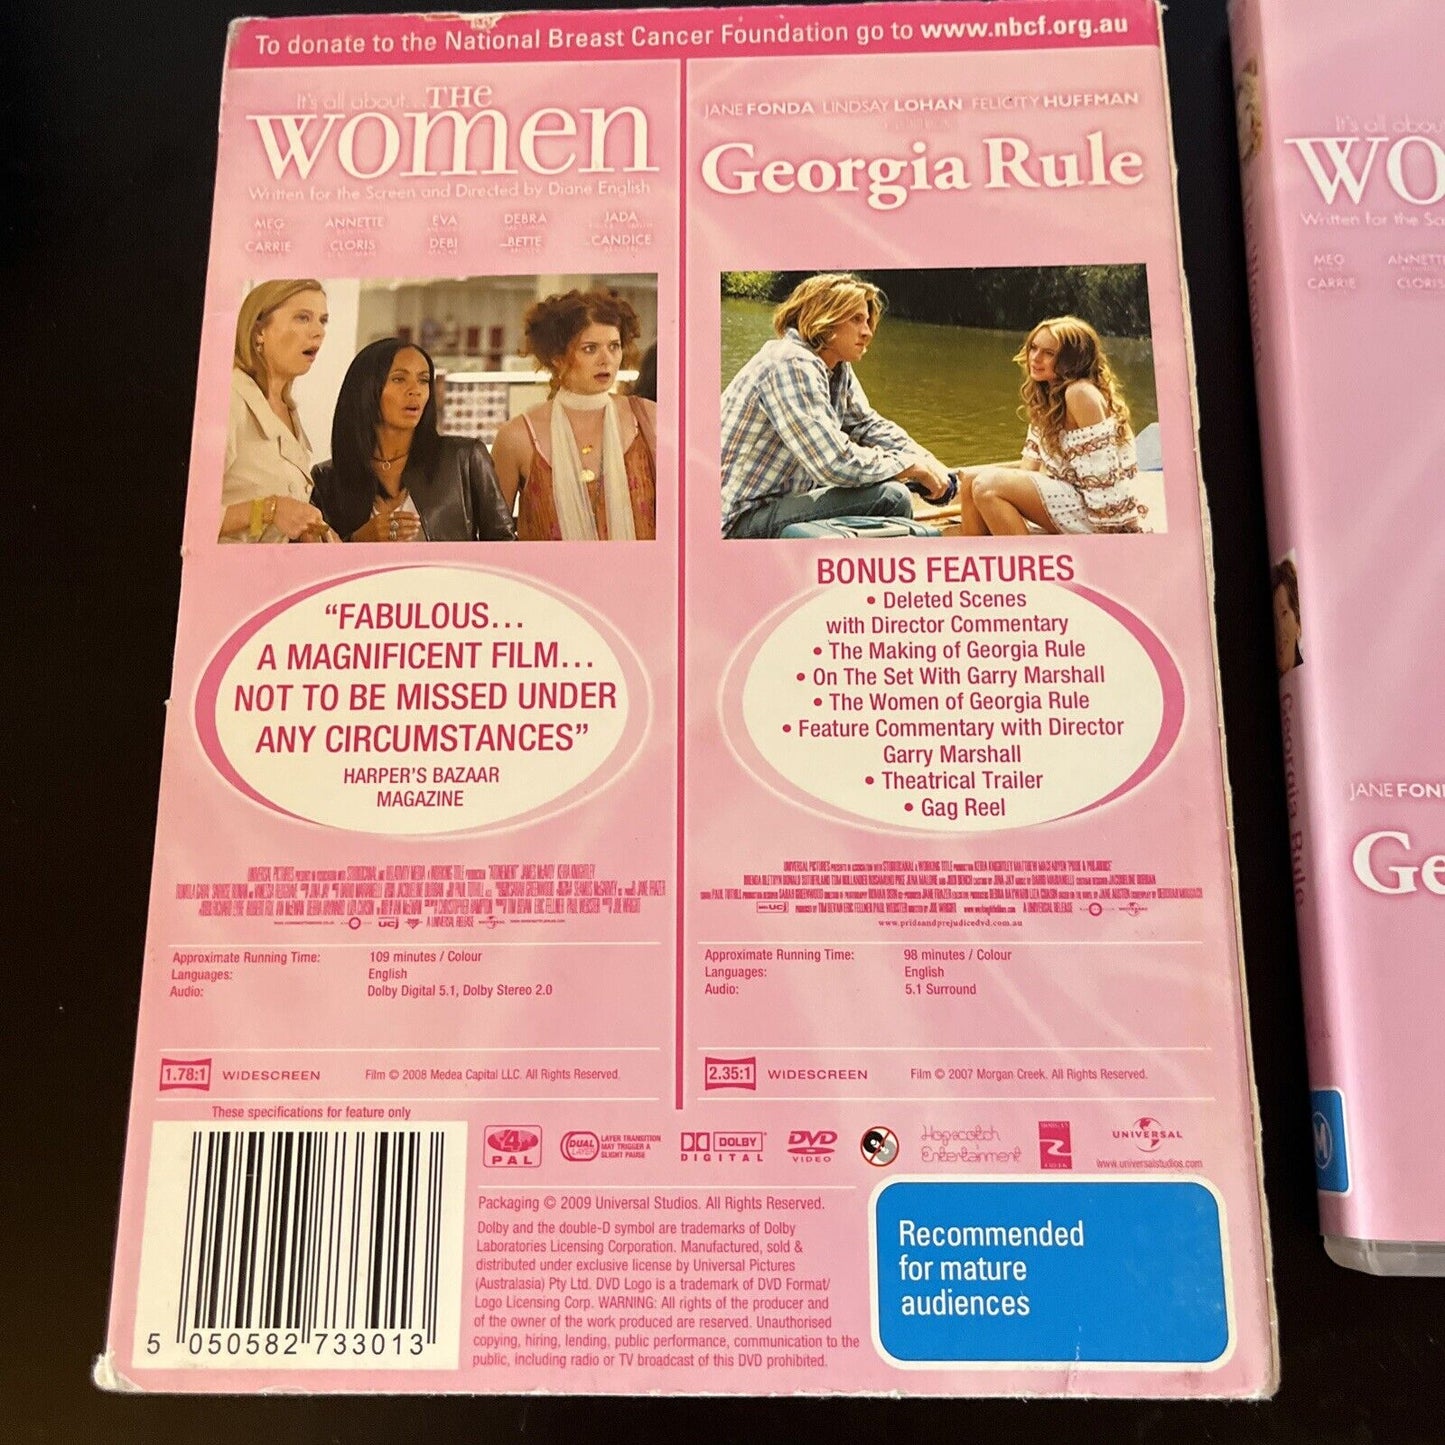 To donate to the National Breast Cancer Foundation go to www.nbcf.org.au
It's all about... THE
women
Written for the Screen and Directed by Diane English
MEG ANNETTE EVA DEBRA JADA
CARRIE CLORIS DEBI BETTE CANDICE
"FABULOUS...
A MAGNIFICENT FILM...
NOT TO BE MISSED UNDER
ANY CIRCUMSTANCES"
HARPER'S BAZAAR
MAGAZINE
Approximate Running Time: 109 minutes / Colour
Languages: English
Audio: Dolby Digital 5.1, Dolby Stereo 2.0
1.78:1 WIDESCREEN Film © 2008 Medea Capital LLC. All Rights Reserved.
These specifications for feature only
JANE FONDA LINDSAY LOHAN FELICITY HUFFMAN
Georgia Rule
BONUS FEATURES
• Deleted Scenes
with Director Commentary
• The Making of Georgia Rule
• On The Set With Garry Marshall
• The Women of Georgia Rule
• Feature Commentary with Director
Garry Marshall
• Theatrical Trailer
• Gag Reel
www.prideandprejudicedvd.com.au
Approximate Running Time: 98 minutes / Colour
Languages: English
Audio: 5.1 Surround
2.35:1 WIDESCREEN Film © 2007 Morgan Creek. All Rights Reserved.
5 050582 733013
4
PAL
DUAL LAYER
LAYER TRANSITION
MAY TRIGGER A
SLIGHT PAUSE
DOLBY
DIGITAL
DVD
VIDEO
Hopscotch
Entertainment
UNIVERSAL
www.universalstudios.com
Packaging © 2009 Universal Studios. All Rights Reserved.
Dolby and the double-D symbol are trademarks of Dolby
Laboratories Licensing Corporation. Manufactured, sold &
distributed under exclusive license by Universal Pictures
(Australasia) Pty Ltd. DVD Logo is a trademark of DVD Format/
Logo Licensing Corp. WARNING: All rights of the producer and
of the owner of the work produced are reserved. Unauthorised
copying, hiring, lending, public performance, communication to the
public, including radio or TV broadcast of this DVD prohibited.
Recommended
for mature
audiences
Georgia Rule
M
It's all abou
wo
Written for the Sc
MEG ANNETT
CARRIE CLORIS
JANE FON
Ge